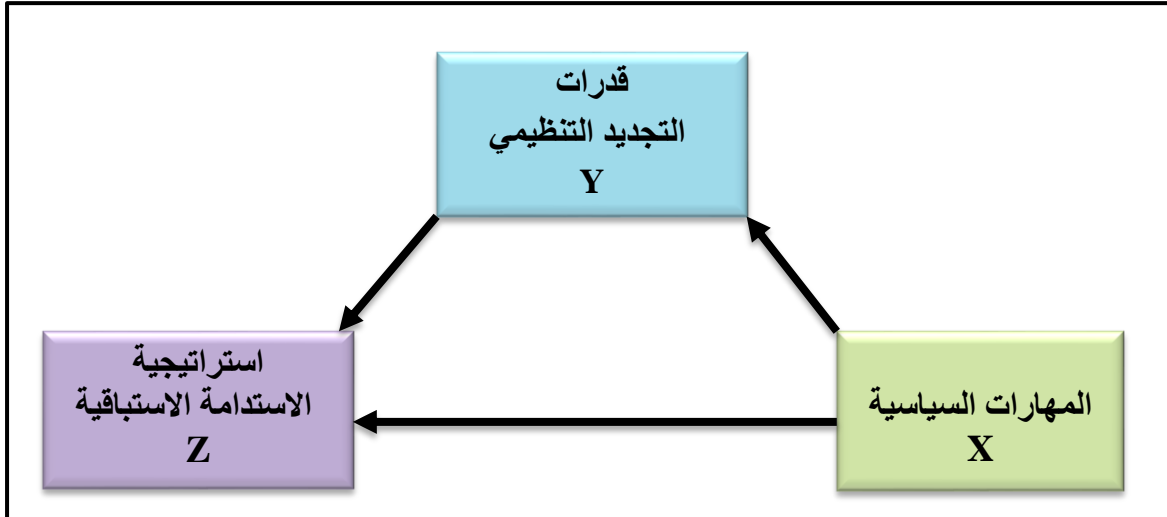 قدرات
التجديد التنظيمي
Y
المهارات السياسية
X
استراتيجية
الاستدامة الاستباقية
Z